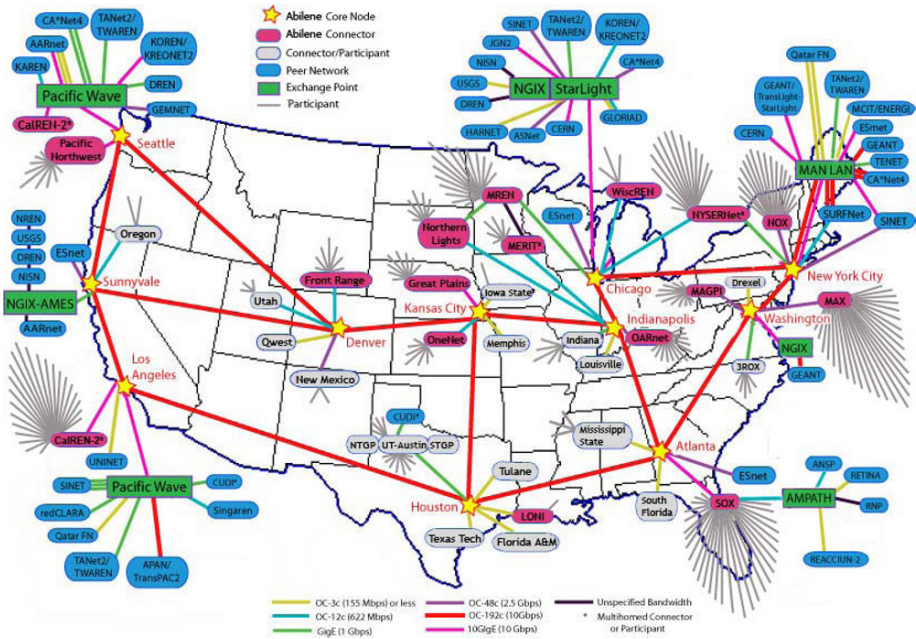 Abilene Core Node
Abilene Connector
Connector/Participant
Peer Network
Exchange Point
Participant
CA*Net4
TANet2/
TWAREN
AARnet
KOREN/
KREONET2
KAREN
DREN
Pacific Wave
GEMNET
CalREN-2*
Pacific
Northwest
Seattle
SINET
TANet2/
TWAREN
KOREN/
KREONET2
JGN2
NISN
CA*Net4
USGS
NGIX
StarLight
DREN
GLORIAD
HARNET
ASNet
CERN
Qatar FN
GEANT/
TransLight-
StarLight
TANet2/
TWAREN
MCIT/ENERGI
CERN
ESnet
GEANT
MAN LAN
TENET
CA*Net4
SURFNet
SINET
NREN
USGS
DREN
NISN
NGIX-AMES
AARnet
ESnet
Oregon
Sunnyvale
MREN
WiscREN
Northern
Lights
MERIT*
ESnet
NYSERNet*
NOX
New York City
Front Range
Great Plains
Utah
Kansas City
Iowa State*
Chicago
Drexel
MAGPI
MAX
Washington
Denver
Qwest
OneNet
Memphis
Indianapolis
Indiana
OARnet
Louisville
NGIX
3ROX
GEANT
New Mexico
Los
Angeles
CalREN-2*
UNINET
CUDI*
NTGP
UT-Austin
STGP
Mississippi
State
Atlanta
Tulane
ESnet
ANSP
RETINA
SINET
Pacific Wave
CUDI*
redCLARA
Singaren
Qatar FN
TANet2/
TWAREN
APAN/
TransPAC2
Houston
LONI
South
Florida
SOX
AMPATH
RNP
Texas Tech
Florida A&M
REACCIUN-2
OC-3c (155 Mbps) or less
OC-12c (622 Mbps)
GigE (1 Gbps)
OC-48c (2.5 Gbps)
OC-192c (10Gbps)
10GIgE (10 Gbps)
Unspecified Bandwidth
* Multihomed Connector
or Participant